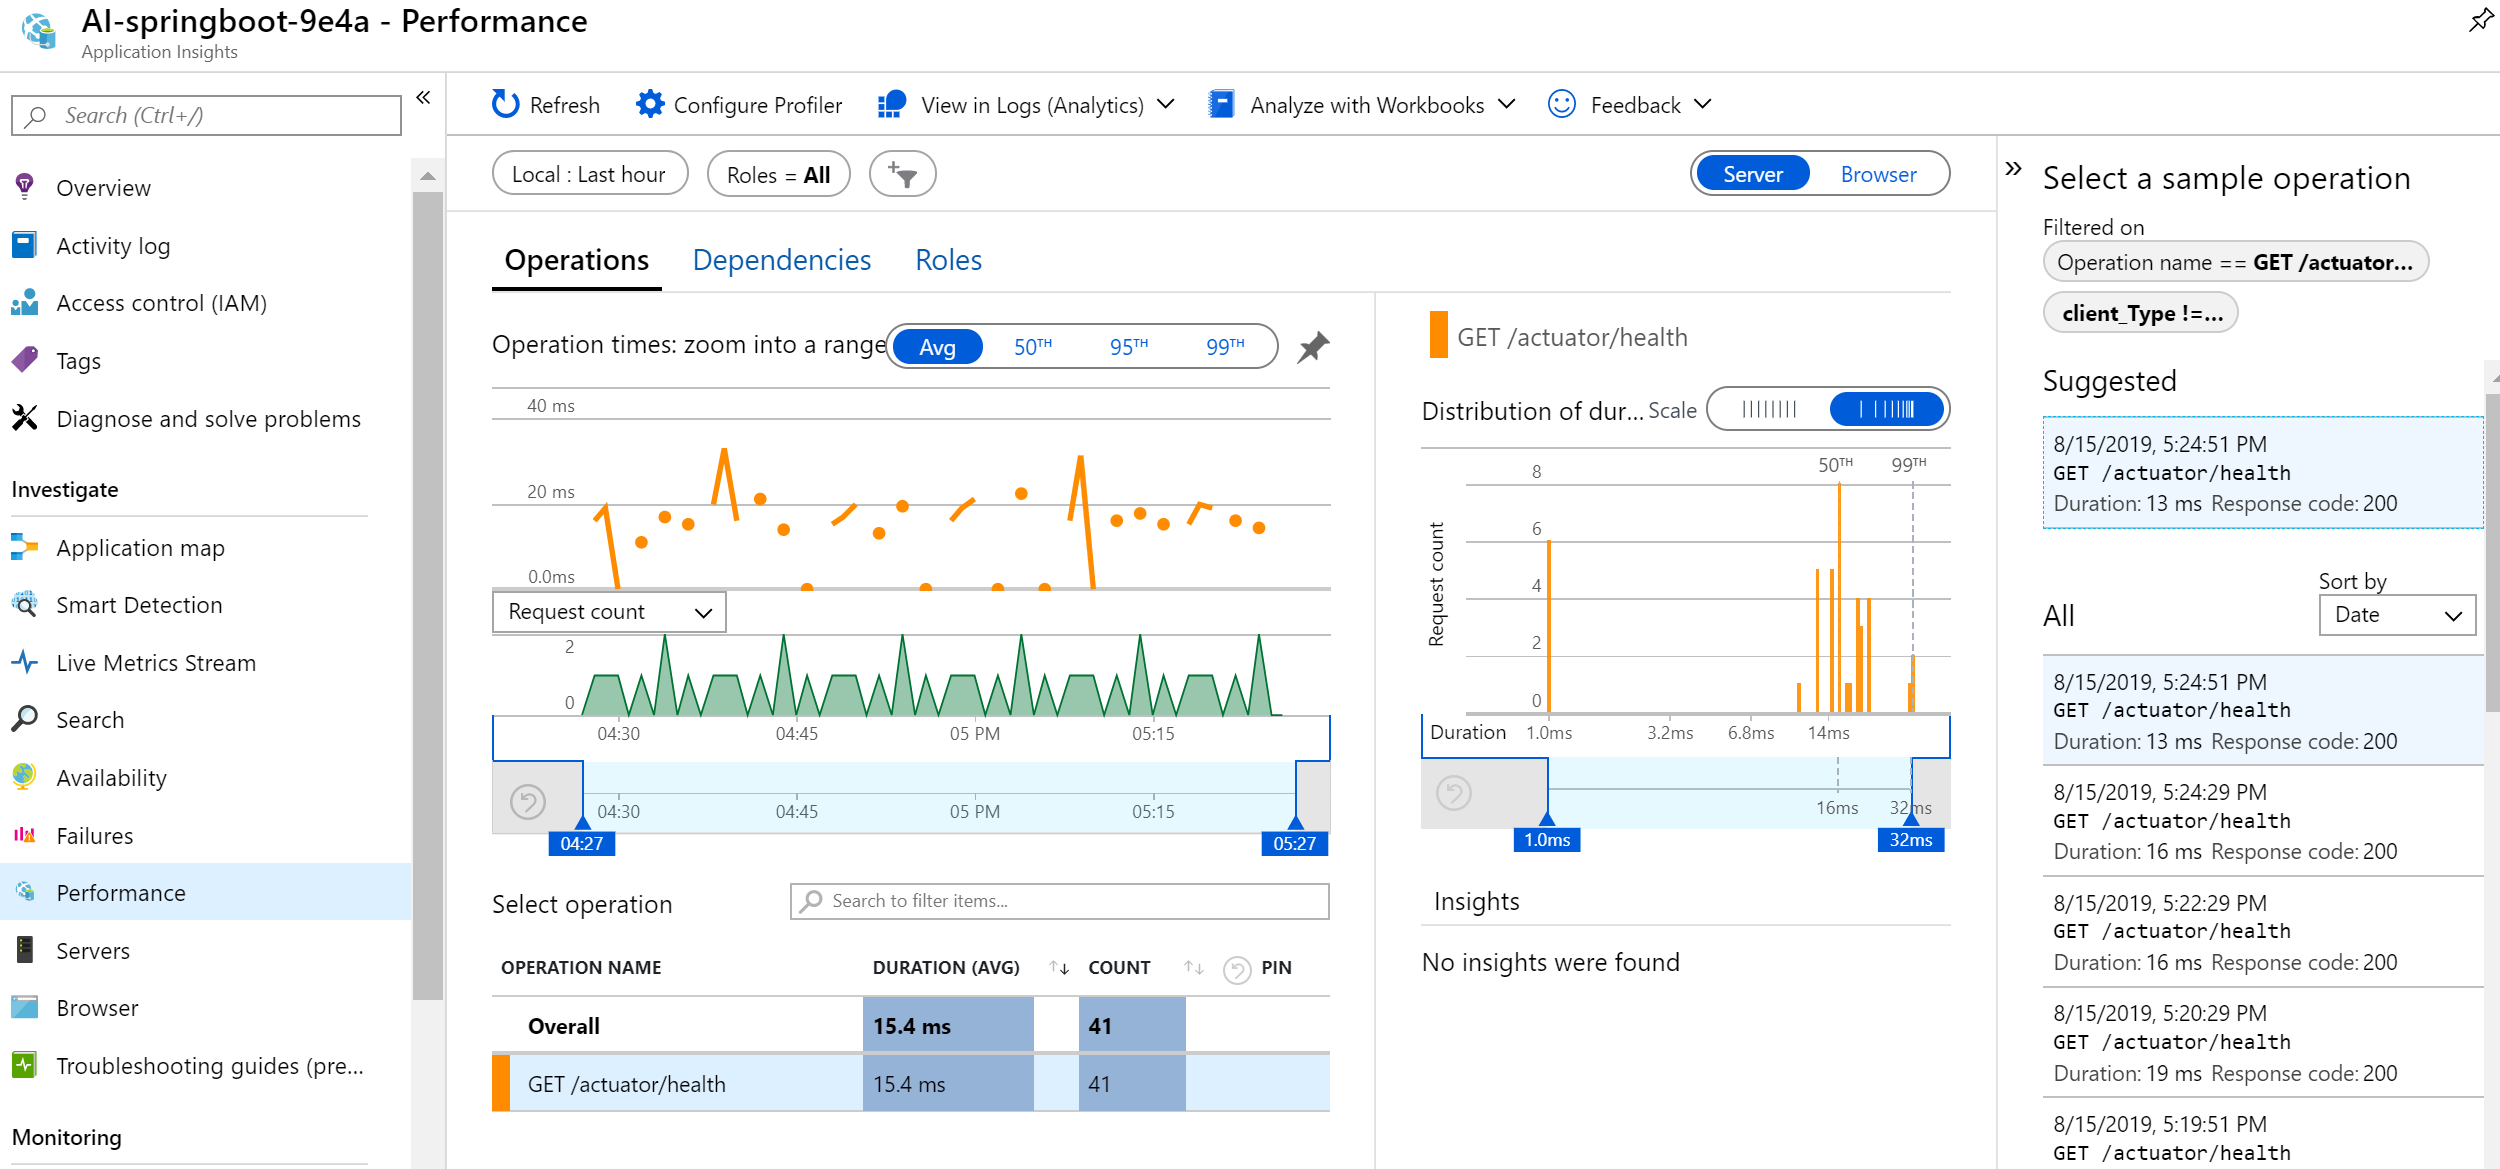 AI-springboot-9e4a - Performance
Application Insights
Search (Ctrl+/)
«
Overview
Activity log
Access control (IAM)
Tags
Diagnose and solve problems
Investigate
Application map
Smart Detection
Live Metrics Stream
Search
Availability
Failures
Performance
Servers
Browser
Troubleshooting guides (pre...
Monitoring
Refresh
Configure Profiler
View in Logs (Analytics)
Analyze with Workbooks
Feedback
Local : Last hour
Roles = All
Server
Browser
Operations
Dependencies
Roles
Operation times: zoom into a range
Avg
50TH
95TH
99TH
40 ms
20 ms
0.0ms
Request count
2
0
04:30
04:45
05 PM
05:15
04:30
04:45
05 PM
05:15
04:27
05:27
Select operation
Search to filter items...
OPERATION NAME
DURATION (AVG)
↑↓
COUNT
↑↓
PIN
Overall
15.4 ms
41
GET /actuator/health
15.4 ms
41
GET /actuator/health
Distribution of dur...
Scale
50TH
99TH
8
6
4
2
0
Request count
Duration
1.0ms
3.2ms
6.8ms
14ms
16ms
32ms
1.0ms
32ms
Insights
No insights were found
»
Select a sample operation
Filtered on
Operation name == GET /actuator...
client_Type !=...
Suggested
8/15/2019, 5:24:51 PM
GET /actuator/health
Duration: 13 ms Response code: 200
Sort by
All
Date
8/15/2019, 5:24:51 PM
GET /actuator/health
Duration: 13 ms Response code: 200
8/15/2019, 5:24:29 PM
GET /actuator/health
Duration: 16 ms Response code: 200
8/15/2019, 5:22:29 PM
GET /actuator/health
Duration: 16 ms Response code: 200
8/15/2019, 5:20:29 PM
GET /actuator/health
Duration: 19 ms Response code: 200
8/15/2019, 5:19:51 PM
GET /actuator/health